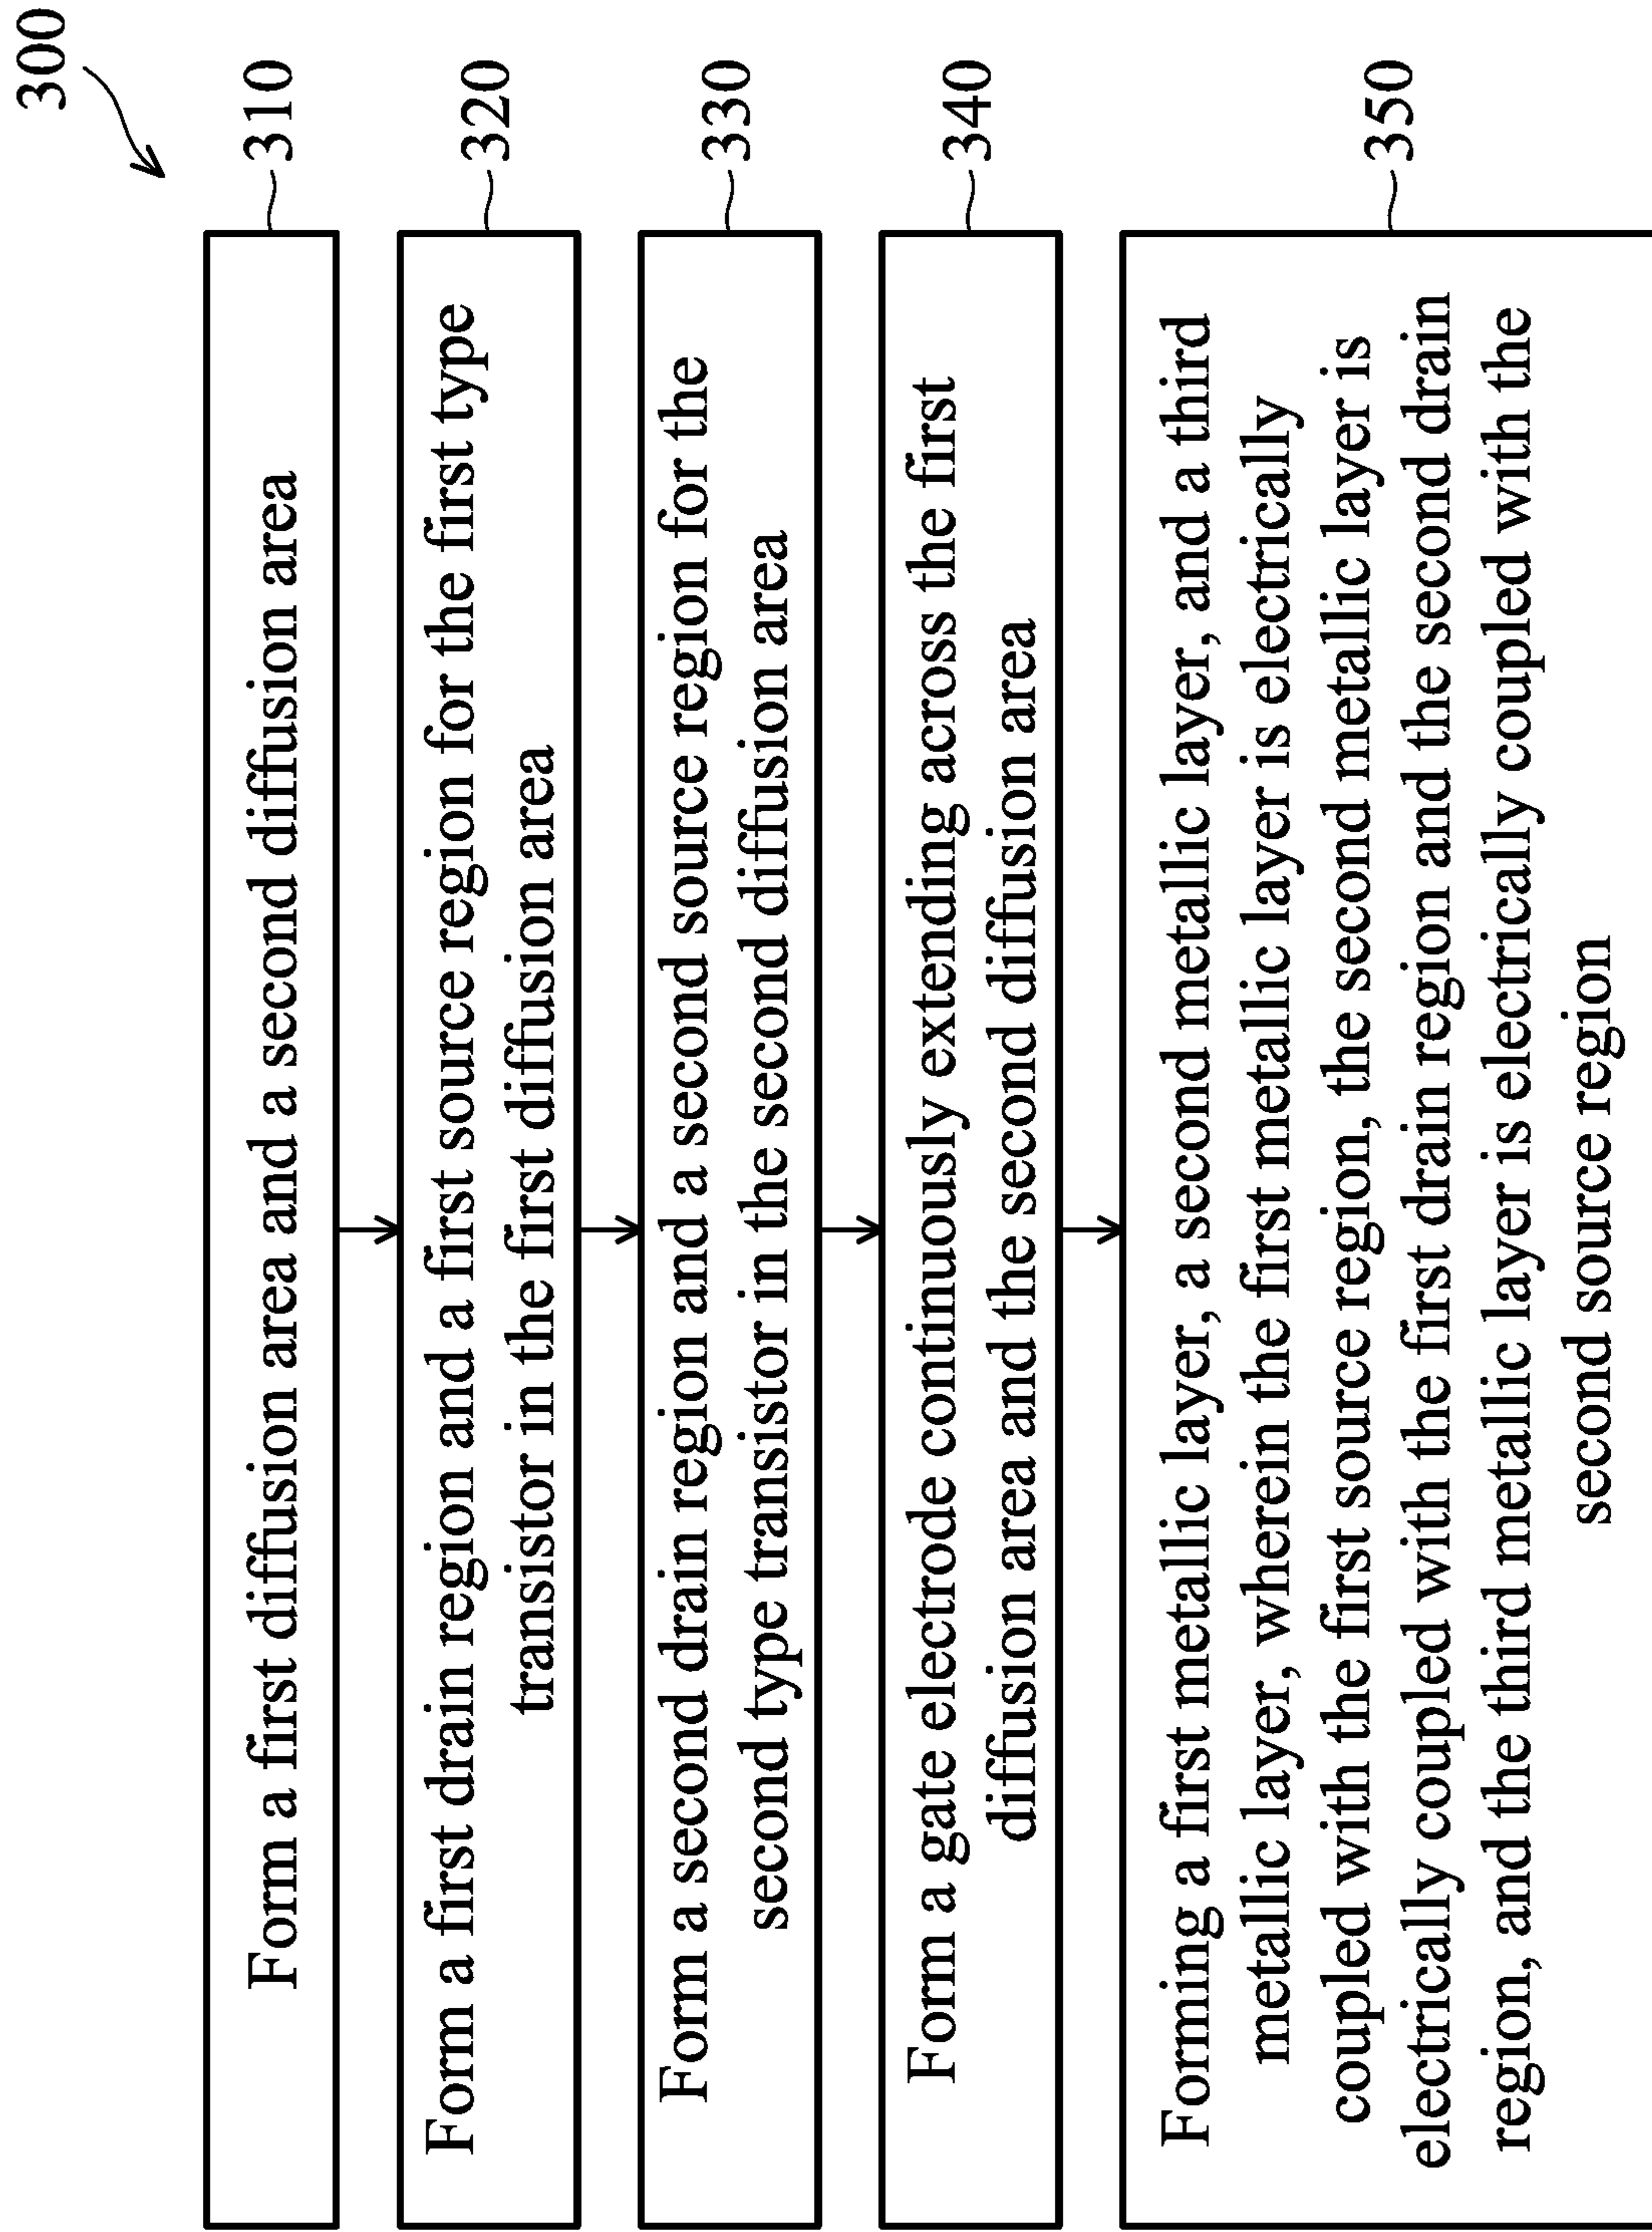 300
Form a first diffusion area and a second diffusion area
310
Form a first drain region and a first source region for the first type
transistor in the first diffusion area
320
Form a second drain region and a second source region for the
second type transistor in the second diffusion area
330
Form a gate electrode continuously extending across the first
diffusion area and the second diffusion area
340
Forming a first metallic layer, a second metallic layer, and a third
metallic layer, wherein the first metallic layer is electrically
coupled with the first source region, the second metallic layer is
electrically coupled with the first drain region and the second drain
region, and the third metallic layer is electrically coupled with the
second source region
350